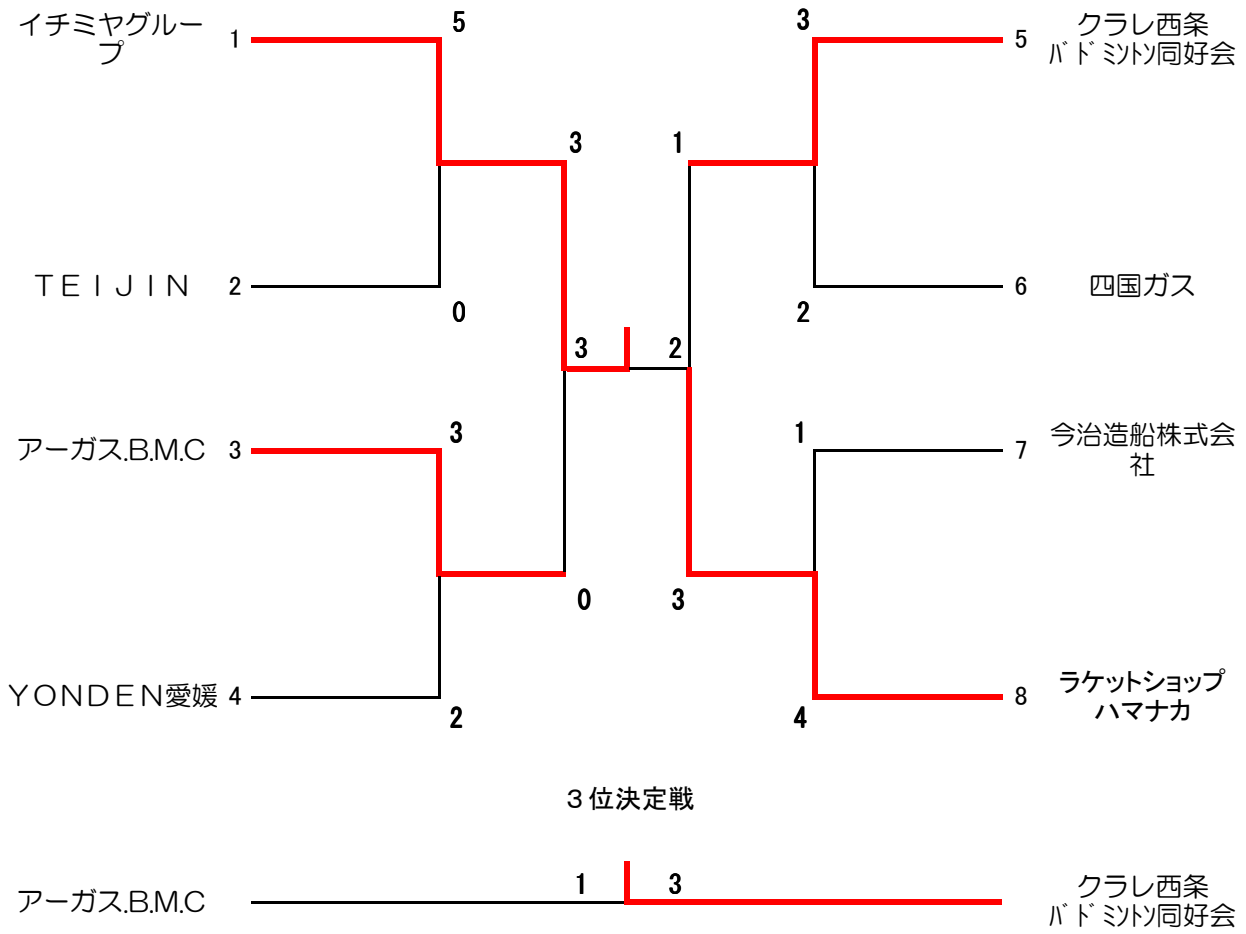 イチミヤグルー
プ
1
5
3
5
クラレ西条
ﾊﾞﾄﾞﾐﾝﾄﾝ同好会
3
1
ＴＥＩＪＩＮ
2
0
2
6
四国ガス
3
2
アーガス.B.M.C
3
3
1
7
今治造船株式会
社
0
3
ＹＯＮＤＥＮ愛媛
4
2
4
8
ラケットショップ
ハマナカ
３位決定戦
アーガス.B.M.C
1
3
クラレ西条
ﾊﾞﾄﾞﾐﾝﾄﾝ同好会